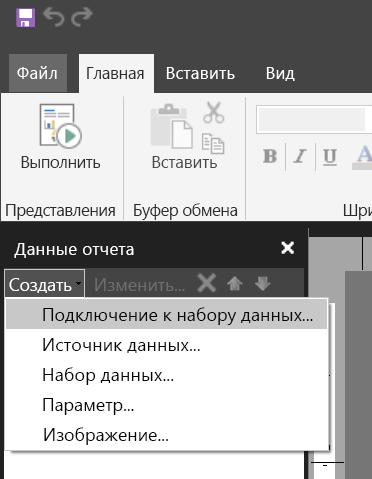 Файл Главная Вставить Вид
Выполнить Вставить
B I U A
Представления Буфер обмена
Данные отчета
Создать Изменить...
Подключение к набору данных...
Источник данных...
Набор данных...
Параметр...
Изображение...